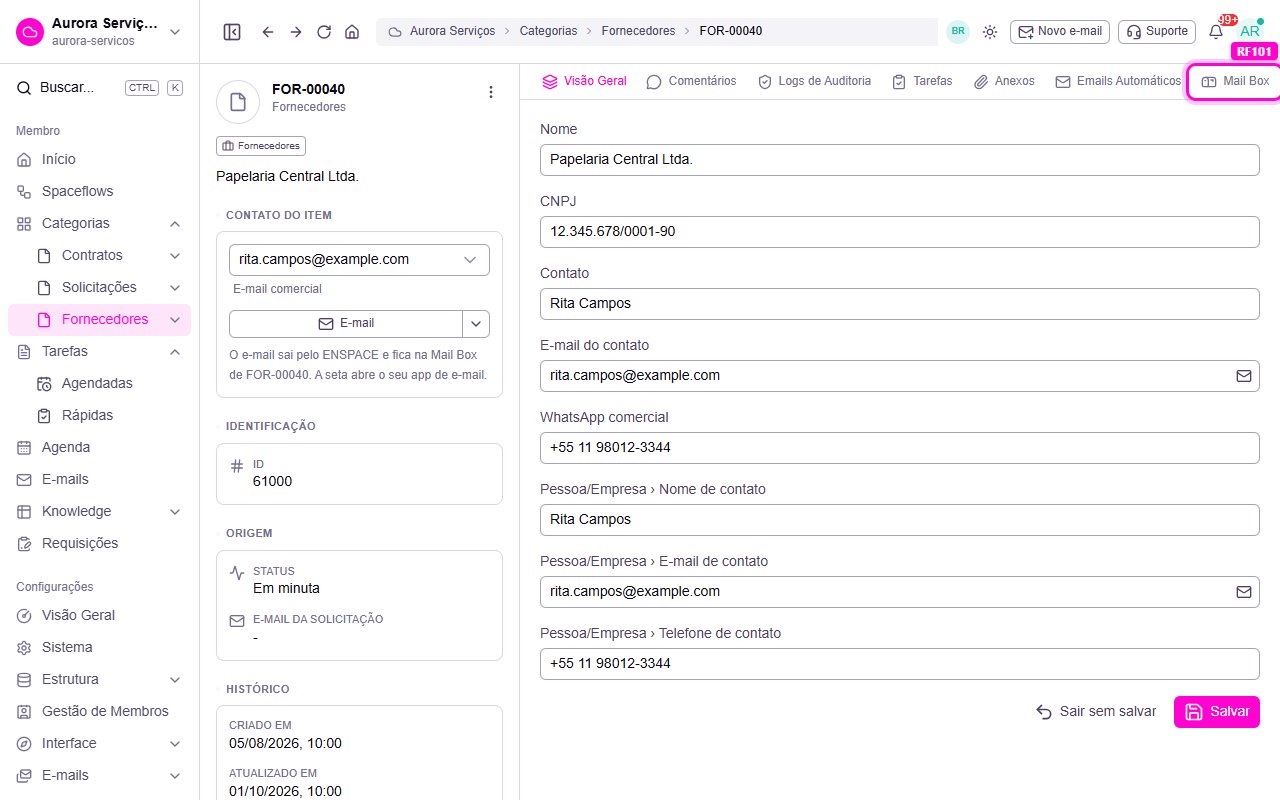 Aurora Serviç...
aurora-servicos
Aurora Serviços > Categorias > Fornecedores > FOR-00040
BR
Novo e-mail
Suporte
99+
AR
RF101
Buscar...
CTRL K
Membro
Início
Spaceflows
Categorias
Contratos
Solicitações
Fornecedores
Tarefas
Agendadas
Rápidas
Agenda
E-mails
Knowledge
Requisições
Configurações
Visão Geral
Sistema
Estrutura
Gestão de Membros
Interface
E-mails
FOR-00040
Fornecedores
Fornecedores
Papelaria Central Ltda.
CONTATO DO ITEM
rita.campos@example.com
E-mail comercial
E-mail
O e-mail sai pelo ENSPACE e fica na Mail Box
de FOR-00040. A seta abre o seu app de e-mail.
IDENTIFICAÇÃO
ID
61000
ORIGEM
STATUS
Em minuta
E-MAIL DA SOLICITAÇÃO
-
HISTÓRICO
CRIADO EM
05/08/2026, 10:00
ATUALIZADO EM
01/10/2026, 10:00
Visão Geral
Comentários
Logs de Auditoria
Tarefas
Anexos
Emails Automáticos
Mail Box
Nome
Papelaria Central Ltda.
CNPJ
12.345.678/0001-90
Contato
Rita Campos
E-mail do contato
rita.campos@example.com
WhatsApp comercial
+55 11 98012-3344
Pessoa/Empresa › Nome de contato
Rita Campos
Pessoa/Empresa › E-mail de contato
rita.campos@example.com
Pessoa/Empresa › Telefone de contato
+55 11 98012-3344
Sair sem salvar
Salvar